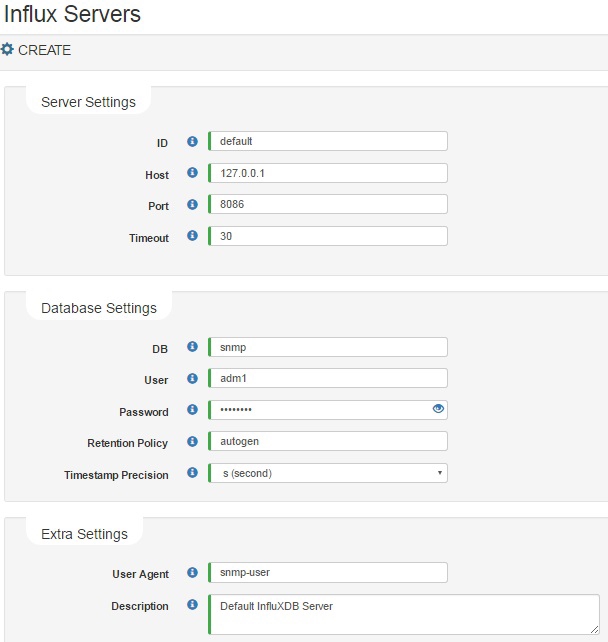 Influx Servers
CREATE
Server Settings
ID default
Host 127.0.0.1
Port 8086
Timeout 30
Database Settings
DB snmp
User adm1
Password ••••••••
Retention Policy autogen
Timestamp Precision s (second)
Extra Settings
User Agent snmp-user
Description Default InfluXDB Server